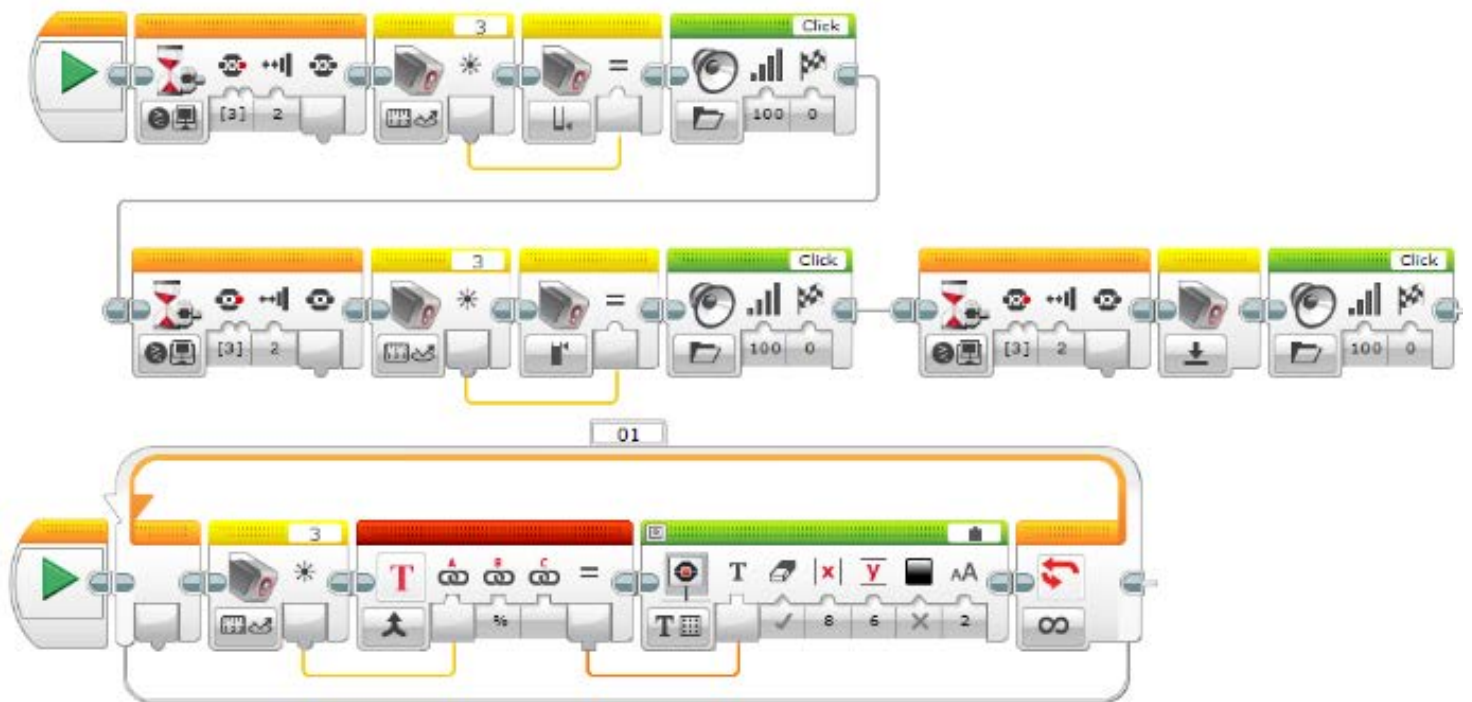 3 Click
= =
[3] 2 100 0
3 Click Click
= =
[3] 2 100 0 [3] 2 100 0
01
3
T A B C = T x y AA
% T 8 6 2 ∞